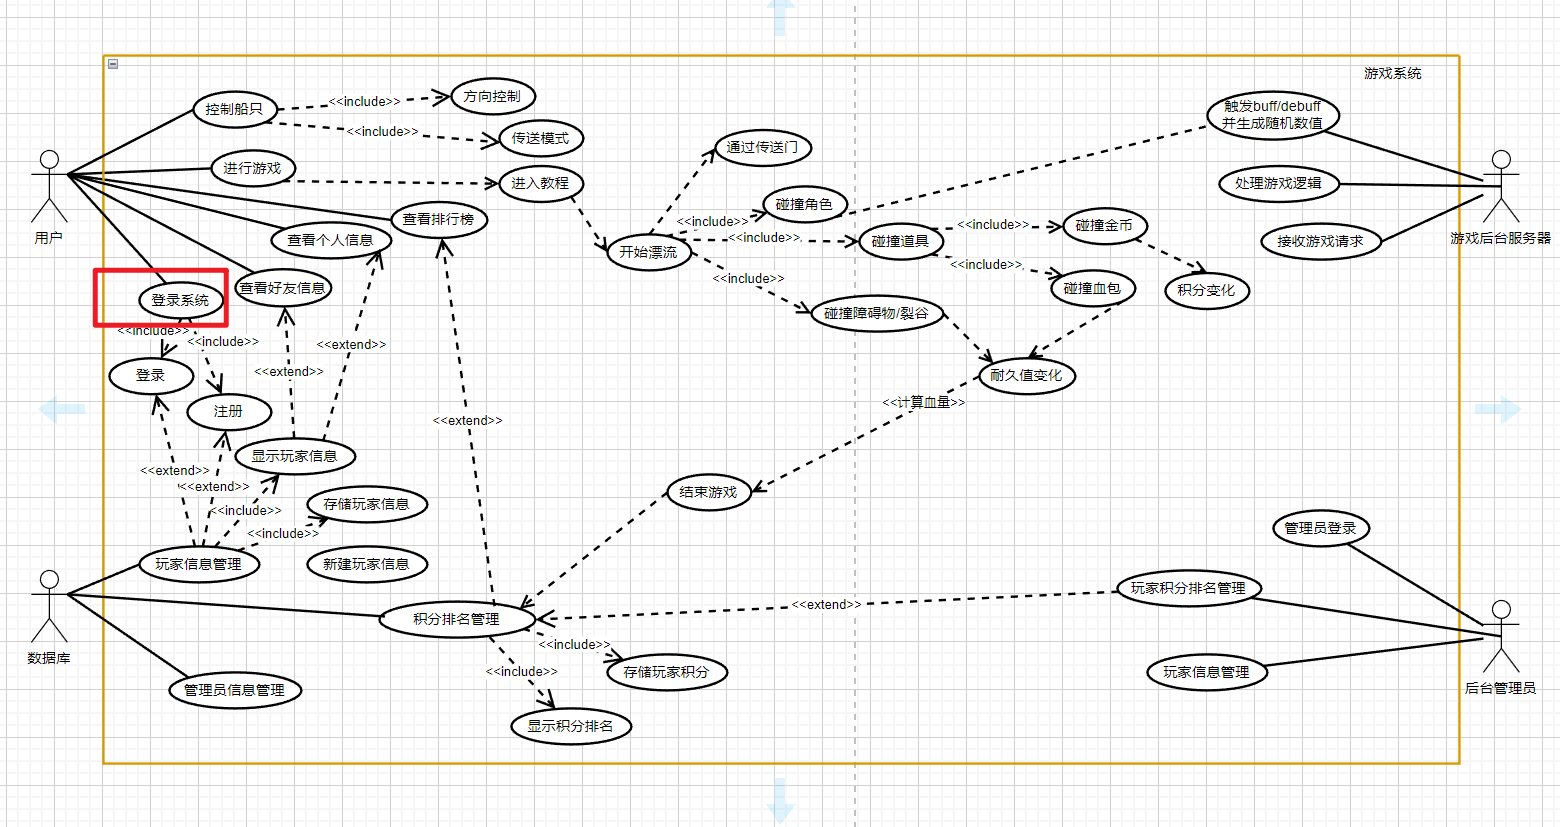 游戏系统
控制船只
<<include>>
方向控制
<<include>>
传送模式
通过传送门
触发buff/debuff
并生成随机数值
进行游戏
进入教程
处理游戏逻辑
用户
查看排行榜
碰撞角色
<<include>>
碰撞道具
<<include>>
碰撞金币
查看个人信息
开始漂流
<<include>>
接收游戏请求
游戏后台服务器
<<include>>
<<include>>
查看好友信息
碰撞血包
积分变化
登录系统
碰撞障碍物/裂谷
<<include>>
<<include>>
<<extend>>
<<extend>>
登录
耐久值变化
注册
<<计算血量>>
<<extend>>
显示玩家信息
<<extend>>
<<extend>>
结束游戏
存储玩家信息
<<include>>
<<include>>
管理员登录
玩家信息管理
新建玩家信息
玩家积分排名管理
<<extend>>
积分排名管理
<<include>>
数据库
<<include>>
存储玩家积分
玩家信息管理
后台管理员
管理员信息管理
显示积分排名